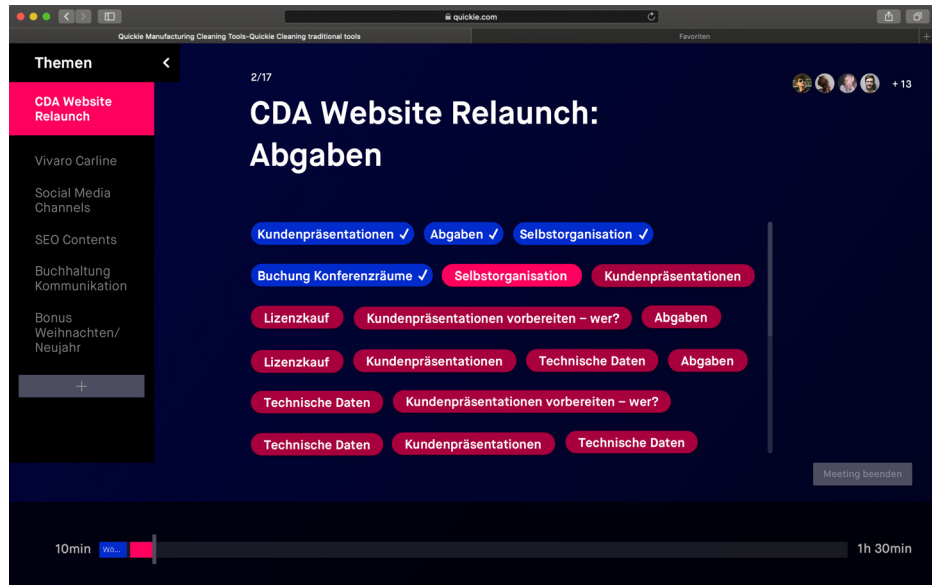 quickie.com
Quickie Manufacturing Cleaning Tools-Quickie Cleaning traditional tools
Favoriten
Themen
CDA Website
Relaunch
Vivaro Carline
Social Media
Channels
SEO Contents
Buchhaltung
Kommunikation
Bonus
Weihnachten/
Neujahr
+
2/17
+ 13
CDA Website Relaunch:
Abgaben
Kundenpräsentationen ✓ Abgaben ✓ Selbstorganisation ✓
Buchung Konferenzräume ✓ Selbstorganisation Kundenpräsentationen
Lizenzkauf Kundenpräsentationen vorbereiten – wer? Abgaben
Lizenzkauf Kundenpräsentationen Technische Daten Abgaben
Technische Daten Kundenpräsentationen vorbereiten – wer?
Technische Daten Kundenpräsentationen Technische Daten
Meeting beenden
10min Wö... 1h 30min